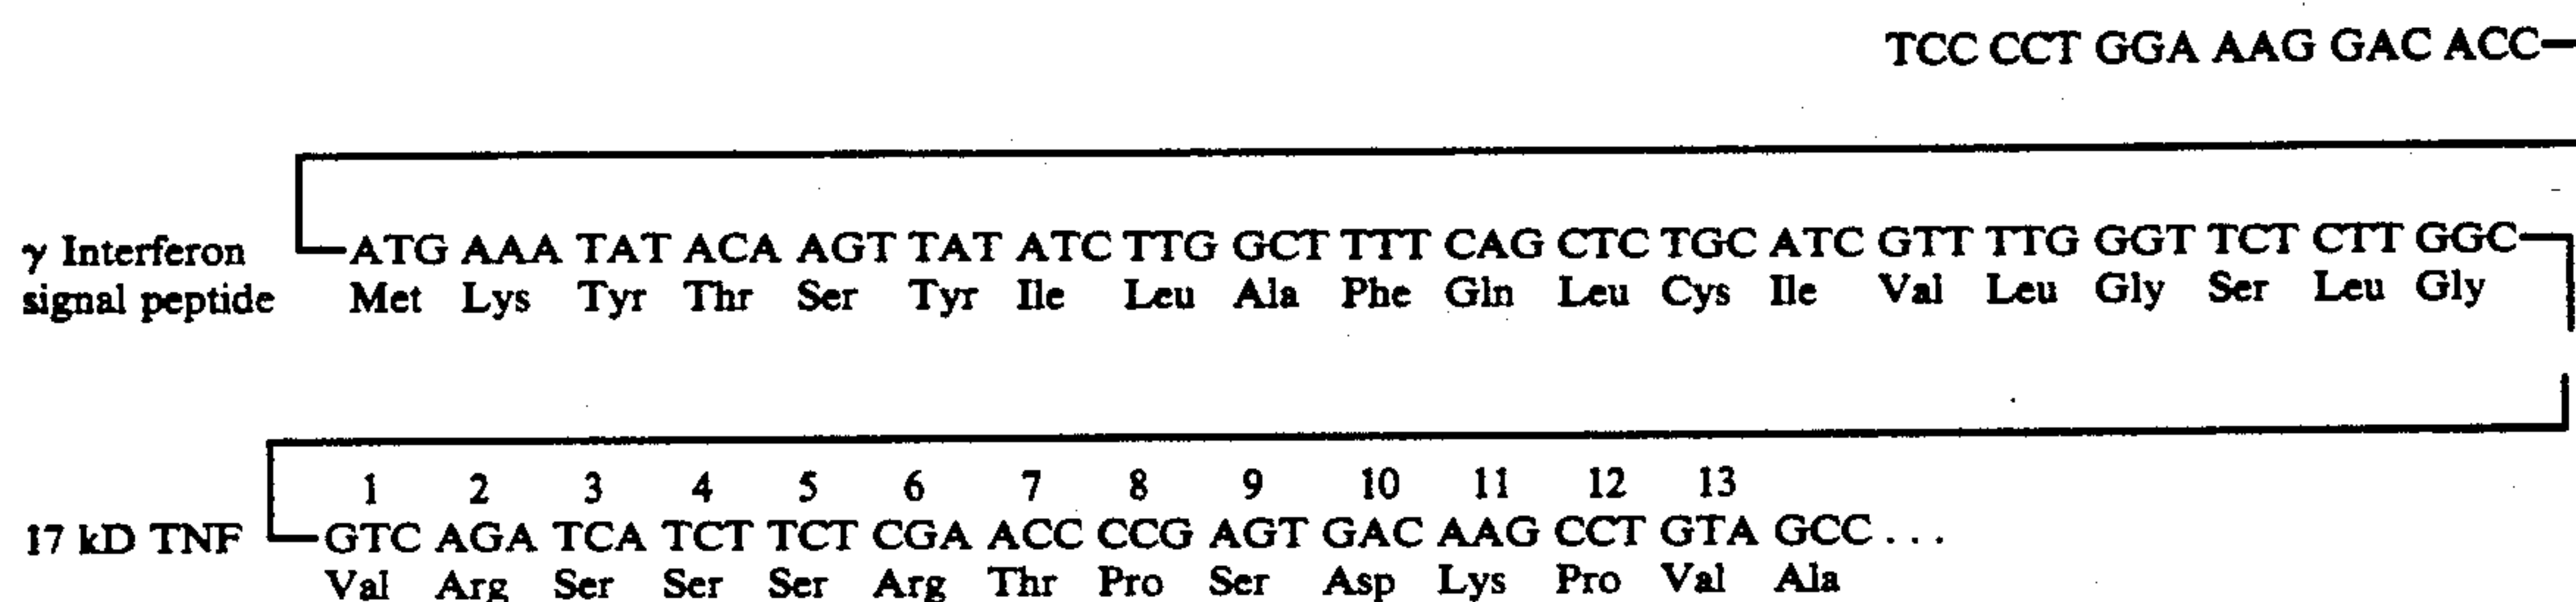 TCC CCT GGA AAG GAC ACC
γ Interferon ATG AAA TAT ACA AGT TAT ATC TTG GCT TTT CAG CTC TGC ATC GTT TTG GGT TCT CTT GGC
signal peptide Met Lys Tyr Thr Ser Tyr Ile Leu Ala Phe Gln Leu Cys Ile Val Leu Gly Ser Leu Gly
1 2 3 4 5 6 7 8 9 10 11 12 13
17 kD TNF GTC AGA TCA TCT TCT CGA ACC CCG AGT GAC AAG CCT GTA GCC...
Val Arg Ser Ser Ser Arg Thr Pro Ser Asp Lys Pro Val Ala